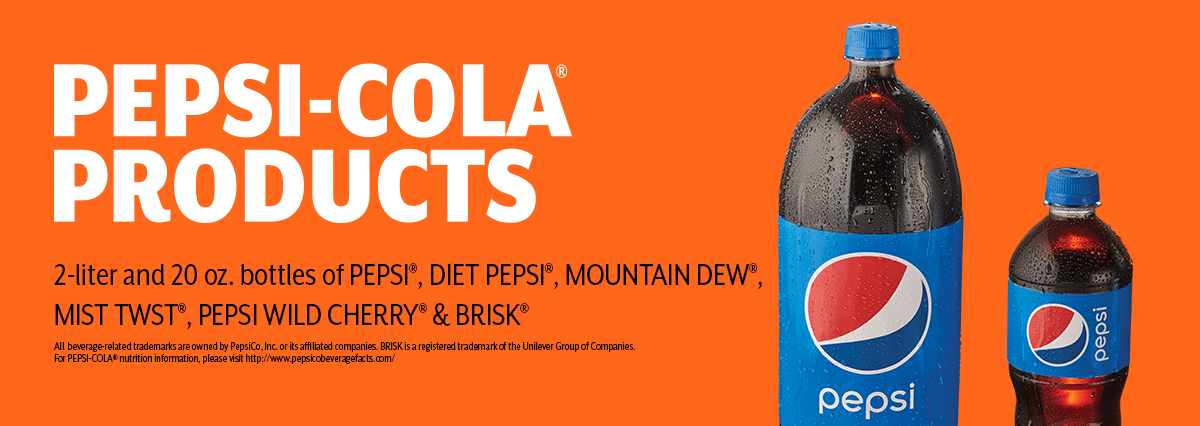 PEPSI-COLA®
PRODUCTS
2-liter and 20 oz. bottles of PEPSI®, DIET PEPSI®, MOUNTAIN DEW®,
MIST TWST®, PEPSI WILD CHERRY® & BRISK®
All beverage-related trademarks are owned by PepsiCo, Inc. or its affiliated companies. BRISK is a registered trademark of the Unilever Group of Companies.
For PEPSI-COLA® nutrition information, please visit http://www.pepsicobeveragefacts.com/
pepsi
pepsi